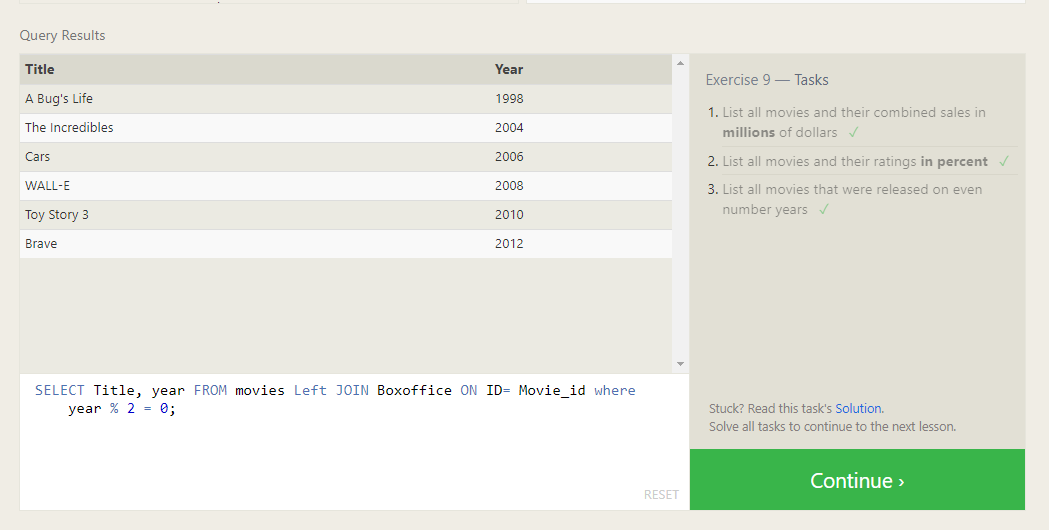 Query Results
Title Year
A Bug's Life 1998
The Incredibles 2004
Cars 2006
WALL-E 2008
Toy Story 3 2010
Brave 2012
SELECT Title, year FROM movies Left JOIN Boxoffice ON ID= Movie_id where
year % 2 = 0;
RESET
Exercise 9 — Tasks
1. List all movies and their combined sales in
millions of dollars ✓
2. List all movies and their ratings in percent ✓
3. List all movies that were released on even
number years ✓
Stuck? Read this task's Solution.
Solve all tasks to continue to the next lesson.
Continue ›